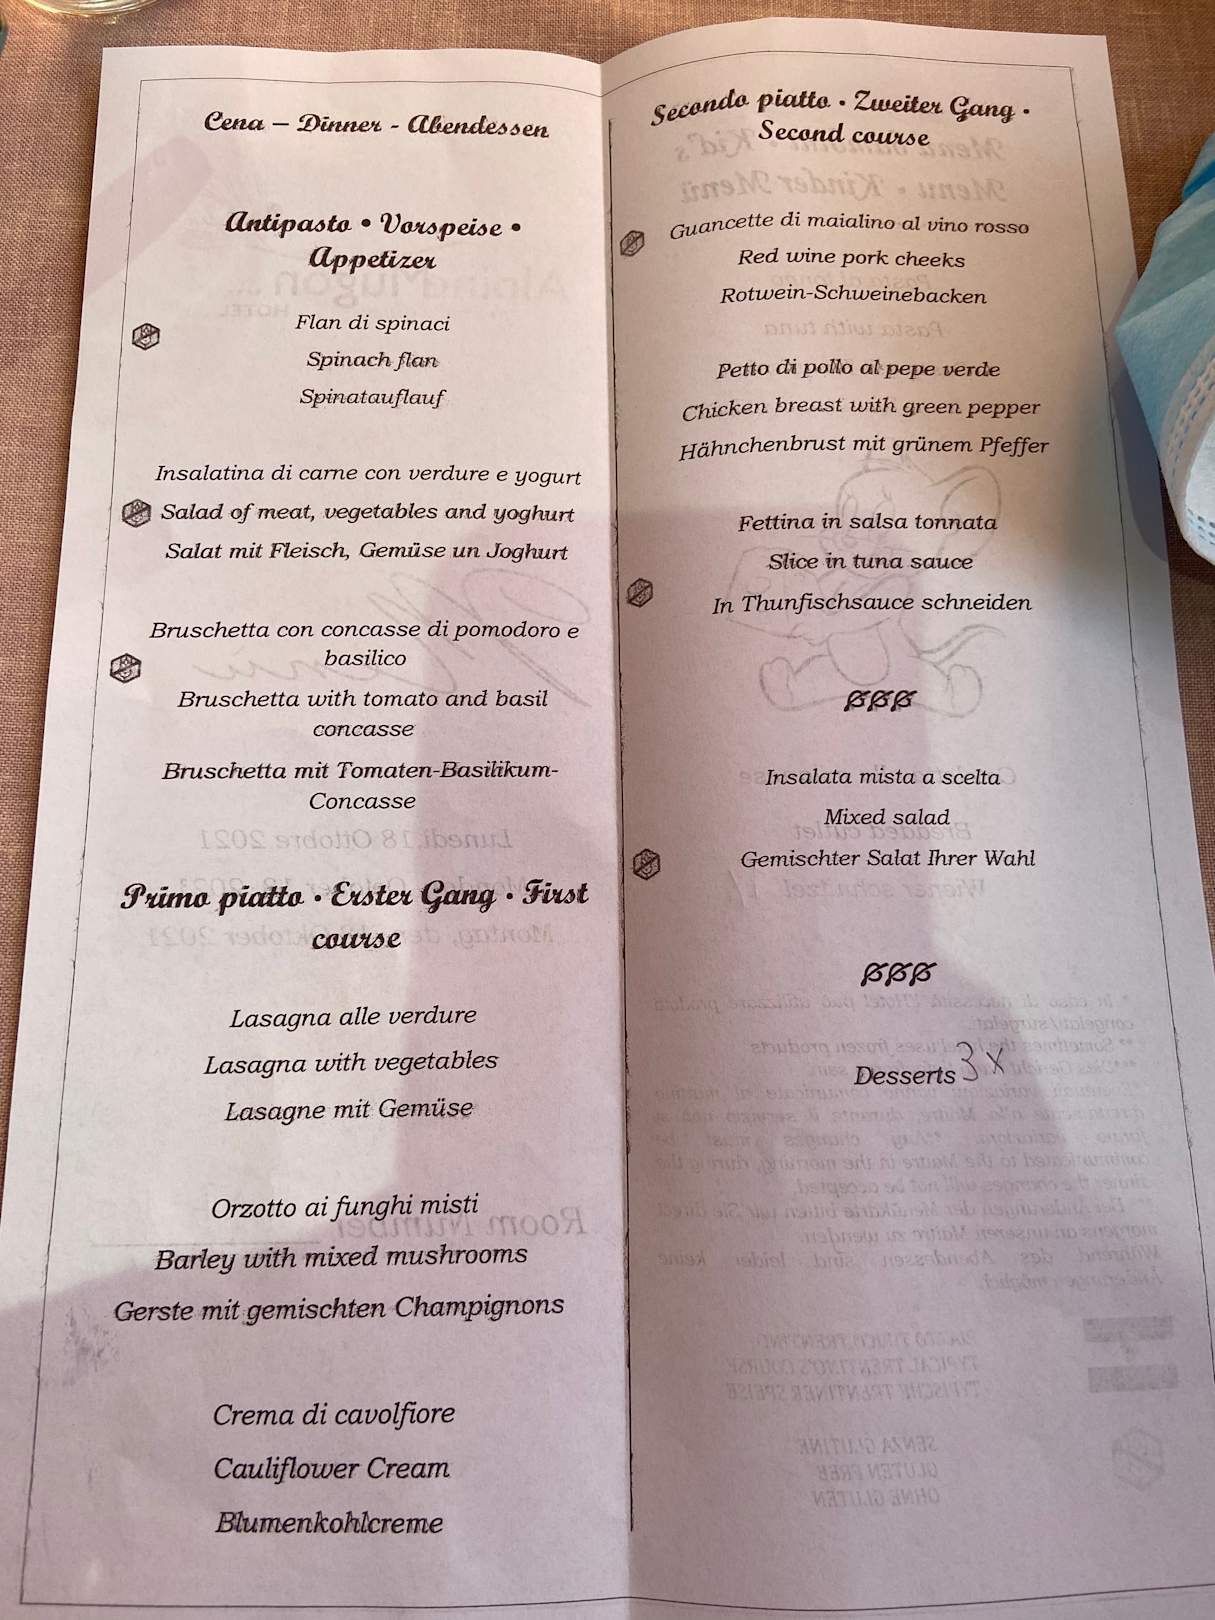 Cena – Dinner - Abendessen
Antipasto • Vorspeise •
Appetizer
Flan di spinaci
Spinach flan
Spinatauflauf
Insalatina di carne con verdure e yogurt
Salad of meat, vegetables and yoghurt
Salat mit Fleisch, Gemüse un Joghurt
Bruschetta con concasse di pomodoro e
basilico
Bruschetta with tomato and basil
concasse
Bruschetta mit Tomaten-Basilikum-
Concasse
Primo piatto • Erster Gang • First
course
Lasagna alle verdure
Lasagna with vegetables
Lasagne mit Gemüse
Orzotto ai funghi misti
Barley with mixed mushrooms
Gerste mit gemischten Champignons
Crema di cavolfiore
Cauliflower Cream
Blumenkohlcreme
Secondo piatto • Zweiter Gang •
Second course
Guancette di maialino al vino rosso
Red wine pork cheeks
Rotwein-Schweinebacken
Petto di pollo al pepe verde
Chicken breast with green pepper
Hähnchenbrust mit grünem Pfeffer
Fettina in salsa tonnata
Slice in tuna sauce
In Thunfischsauce schneiden
Insalata mista a scelta
Mixed salad
Gemischter Salat Ihrer Wahl
Desserts 3 x